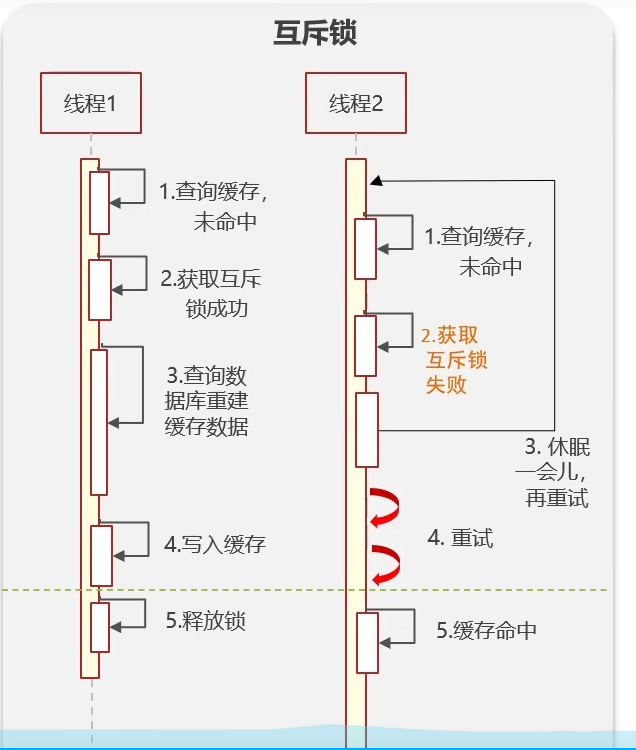 互斥锁
线程1
线程2
1.查询缓存，
未命中
2.获取互斥
锁成功
3.查询数
据库重建
缓存数据
4.写入缓存
5.释放锁
1.查询缓存，
未命中
2.获取
互斥锁
失败
3. 休眠
一会儿，
再重试
4. 重试
5.缓存命中